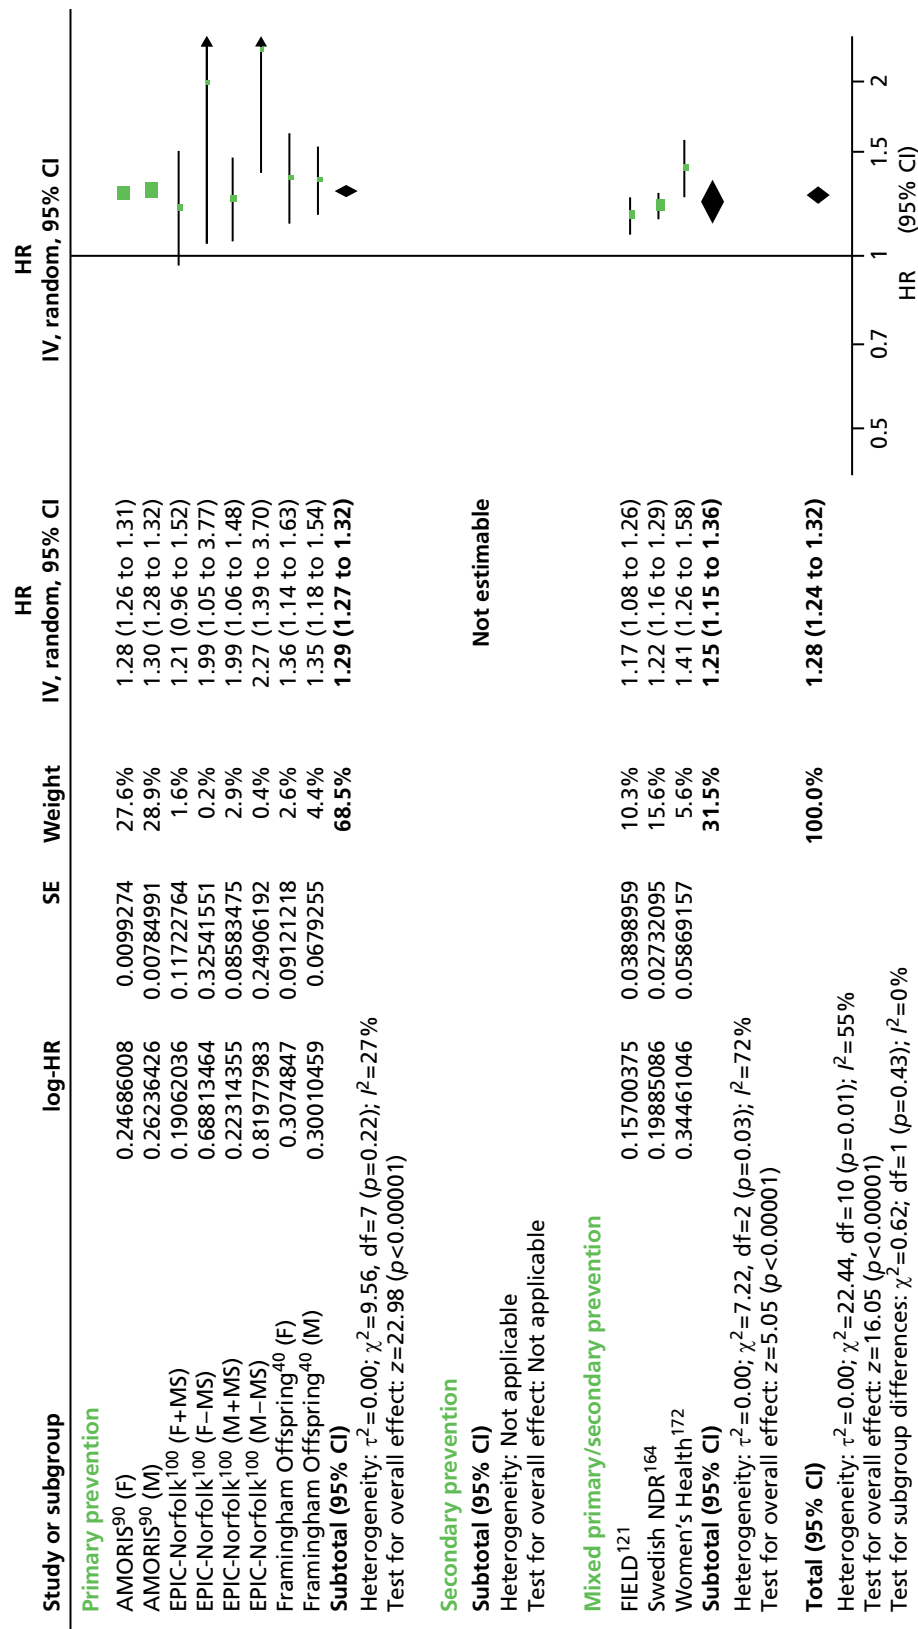 HR HR
Study or subgroup log-HR SE Weight IV, random, 95% CI IV, random, 95% CI
Primary prevention
AMORIS90 (F) 0.24686008 0.0099274 27.6% 1.28 (1.26 to 1.31)
AMORIS90 (M) 0.26236426 0.00784991 28.9% 1.30 (1.28 to 1.32)
EPIC-Norfolk100 (F+MS) 0.19062036 0.11722764 1.6% 1.21 (0.96 to 1.52)
EPIC-Norfolk100 (F−MS) 0.68813464 0.32541551 0.2% 1.99 (1.05 to 3.77)
EPIC-Norfolk100 (M+MS) 0.22314355 0.08583475 2.9% 1.99 (1.06 to 1.48)
EPIC-Norfolk100 (M−MS) 0.81977983 0.24906192 0.4% 2.27 (1.39 to 3.70)
Framingham Offspring40 (F) 0.3074847 0.09121218 2.6% 1.36 (1.14 to 1.63)
Framingham Offspring40 (M) 0.30010459 0.0679255 4.4% 1.35 (1.18 to 1.54)
Subtotal (95% CI) 68.5% 1.29 (1.27 to 1.32)
Heterogeneity: τ2=0.00; χ2=9.56, df=7 (p=0.22); I2=27%
Test for overall effect: z=22.98 (p<0.00001)
Secondary prevention
Subtotal (95% CI) Not estimable
Heterogeneity: Not applicable
Test for overall effect: Not applicable
Mixed primary/secondary prevention
FIELD121 0.15700375 0.03898959 10.3% 1.17 (1.08 to 1.26)
Swedish NDR164 0.19885086 0.02732095 15.6% 1.22 (1.16 to 1.29)
Women's Health172 0.34461046 0.05869157 5.6% 1.41 (1.26 to 1.58)
Subtotal (95% CI) 31.5% 1.25 (1.15 to 1.36)
Heterogeneity: τ2=0.00; χ2=7.22, df=2 (p=0.03); I2=72%
Test for overall effect: z=5.05 (p<0.00001)
Total (95% CI) 100.0% 1.28 (1.24 to 1.32)
Heterogeneity: τ2=0.00; χ2=22.44, df=10 (p=0.01); I2=55%
Test for overall effect: z=16.05 (p<0.00001)
Test for subgroup differences: χ2=0.62; df=1 (p=0.43); I2=0%
0.5 0.7 1 1.5 2
HR (95% CI)